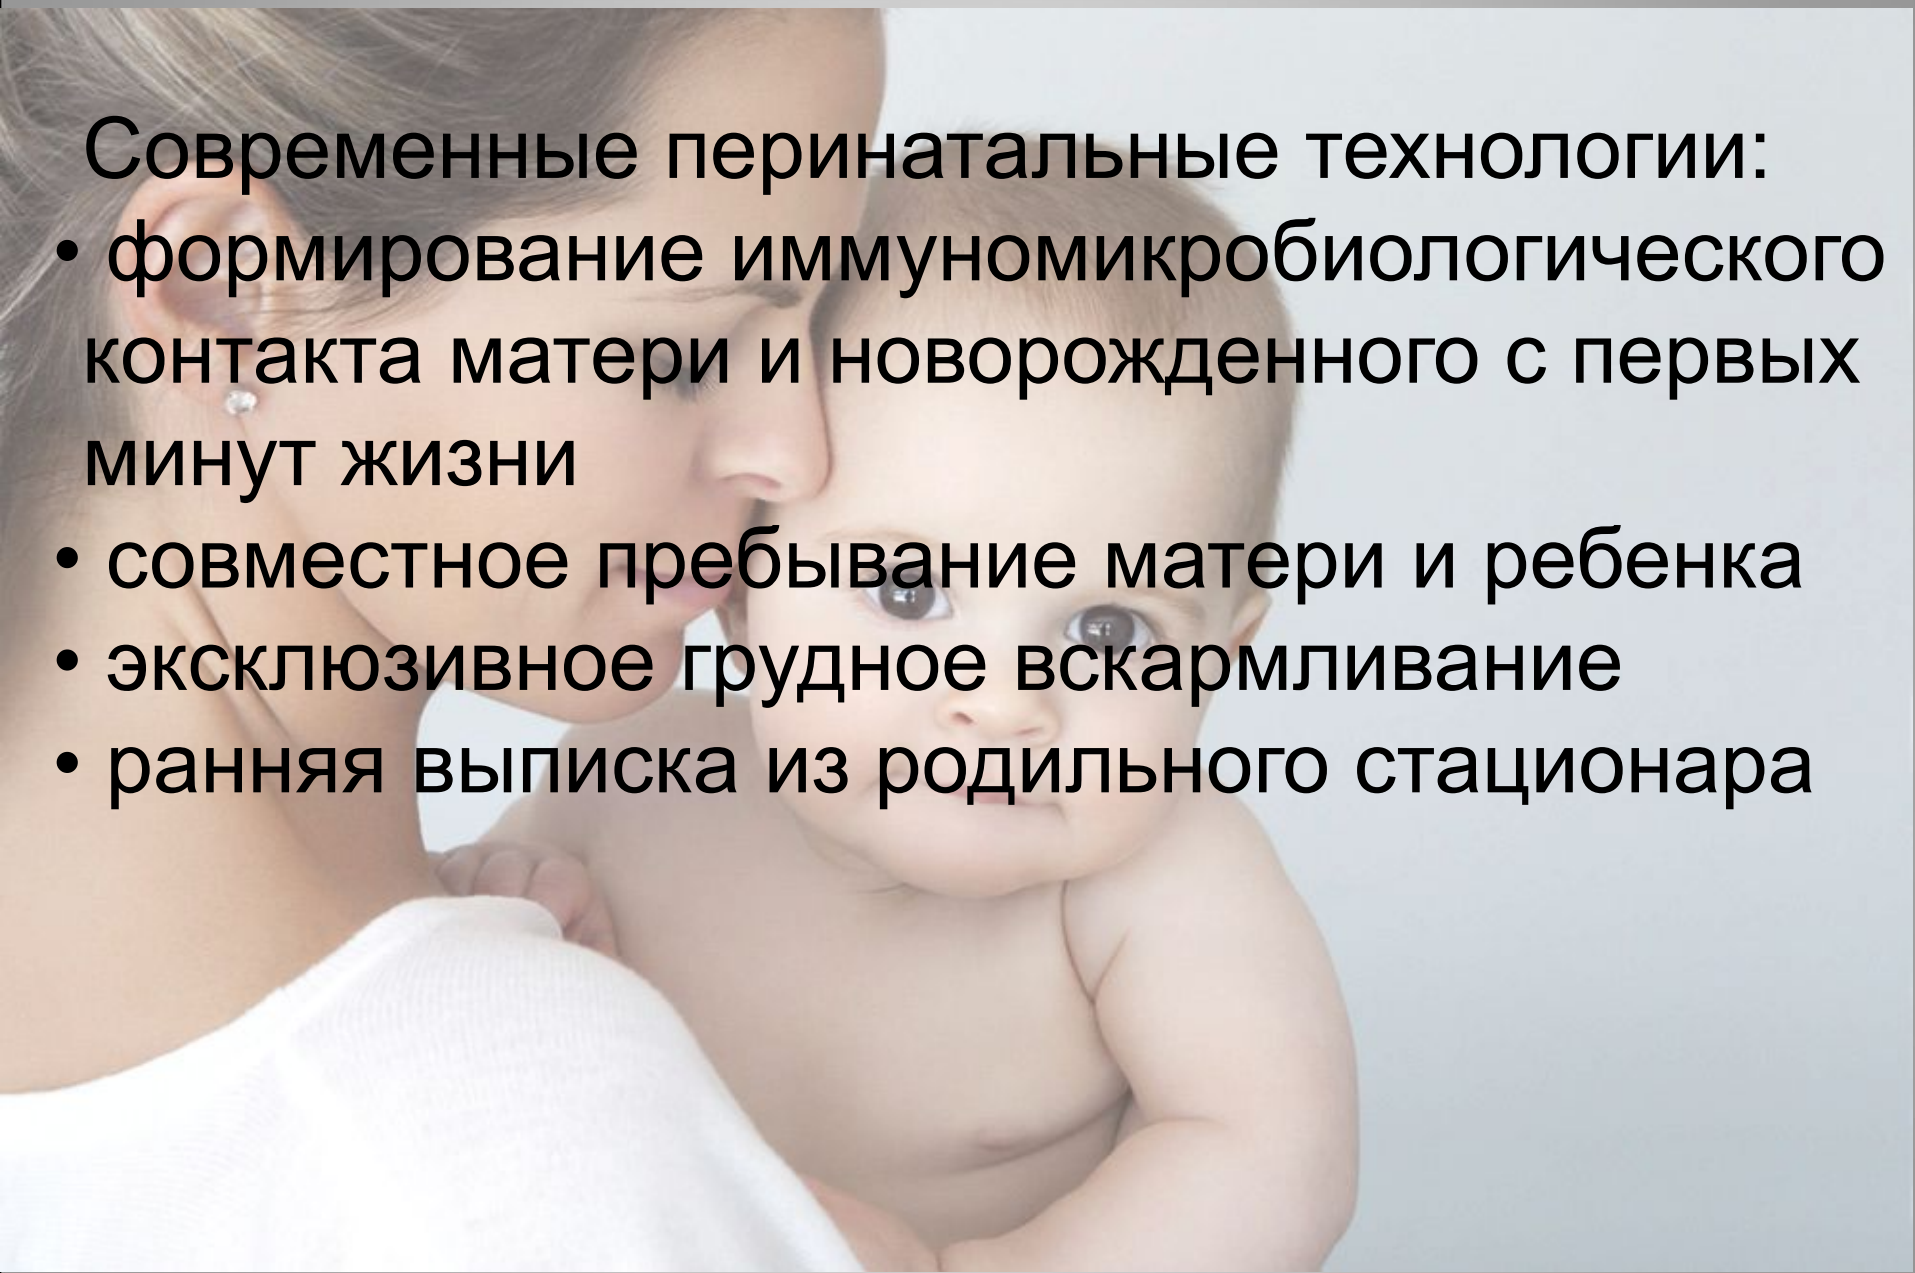 Современные перинатальные технологии:
• формирование иммуномикробиологического
контакта матери и новорожденного с первых
минут жизни
• совместное пребывание матери и ребенка
• эксклюзивное грудное вскармливание
• ранняя выписка из родильного стационара